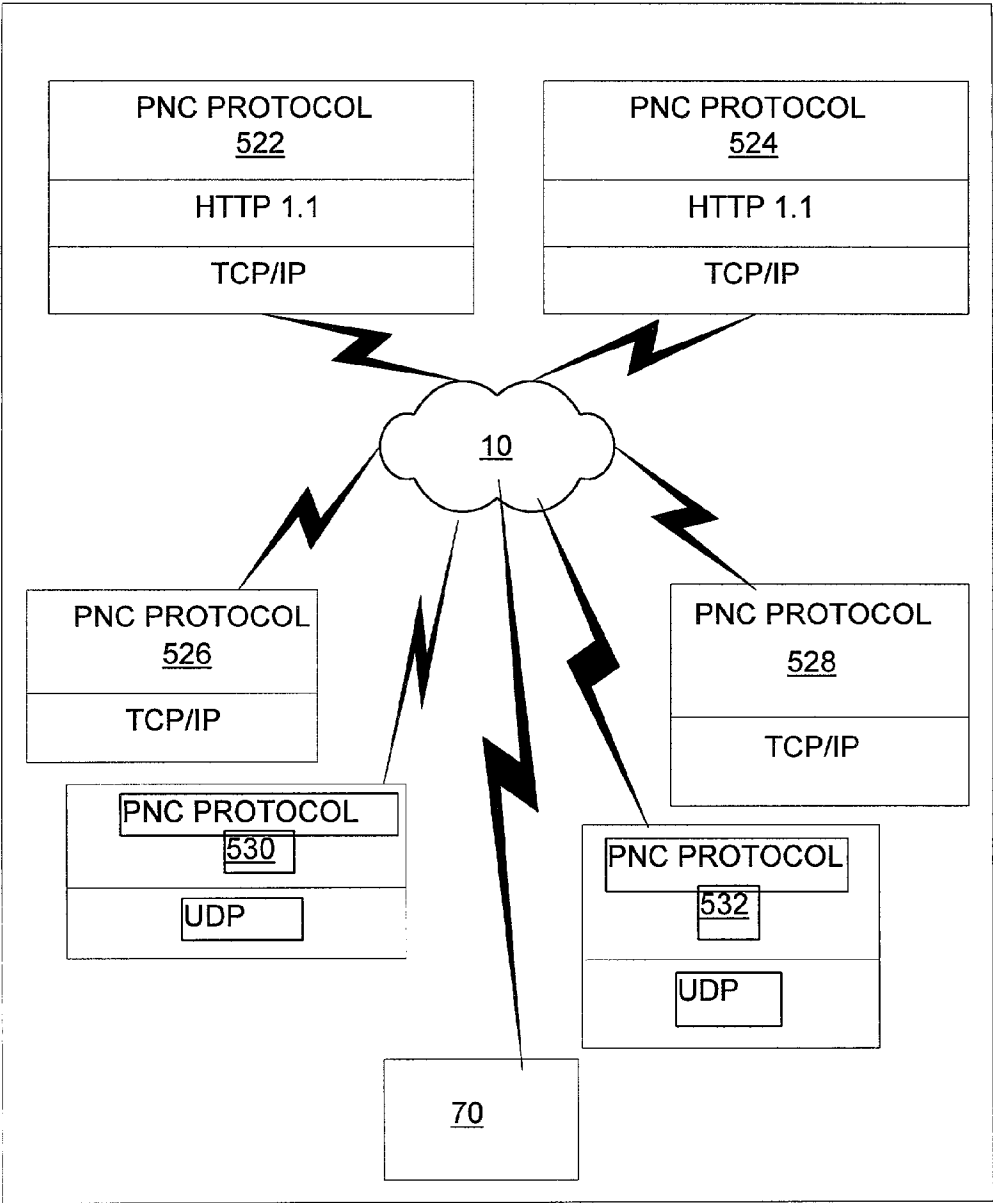 PNC PROTOCOL
522
HTTP 1.1
TCP/IP
PNC PROTOCOL
524
HTTP 1.1
TCP/IP
10
PNC PROTOCOL
526
TCP/IP
PNC PROTOCOL
528
TCP/IP
PNC PROTOCOL
530
UDP
PNC PROTOCOL
532
UDP
70